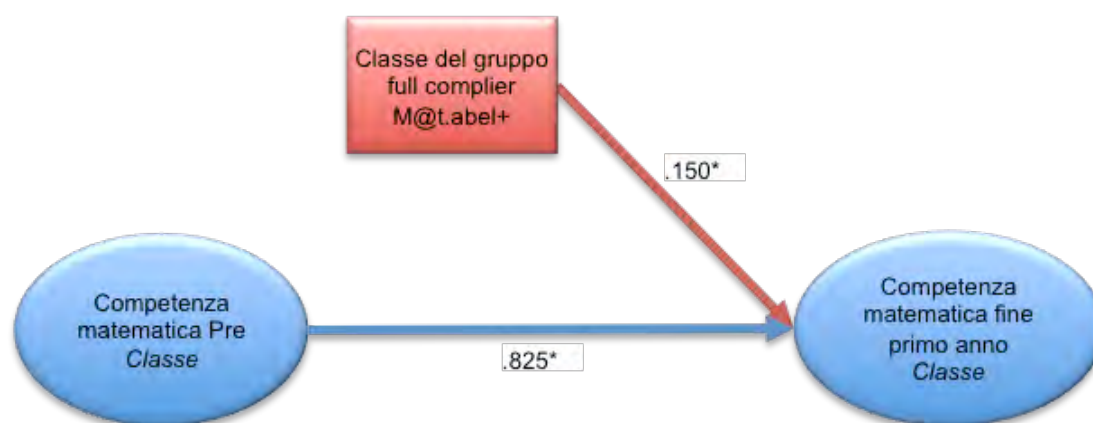 Classe del gruppo
full complier
M@t.abel+
.150*
Competenza
matematica Pre
Classe
.825*
Competenza
matematica fine
primo anno
Classe